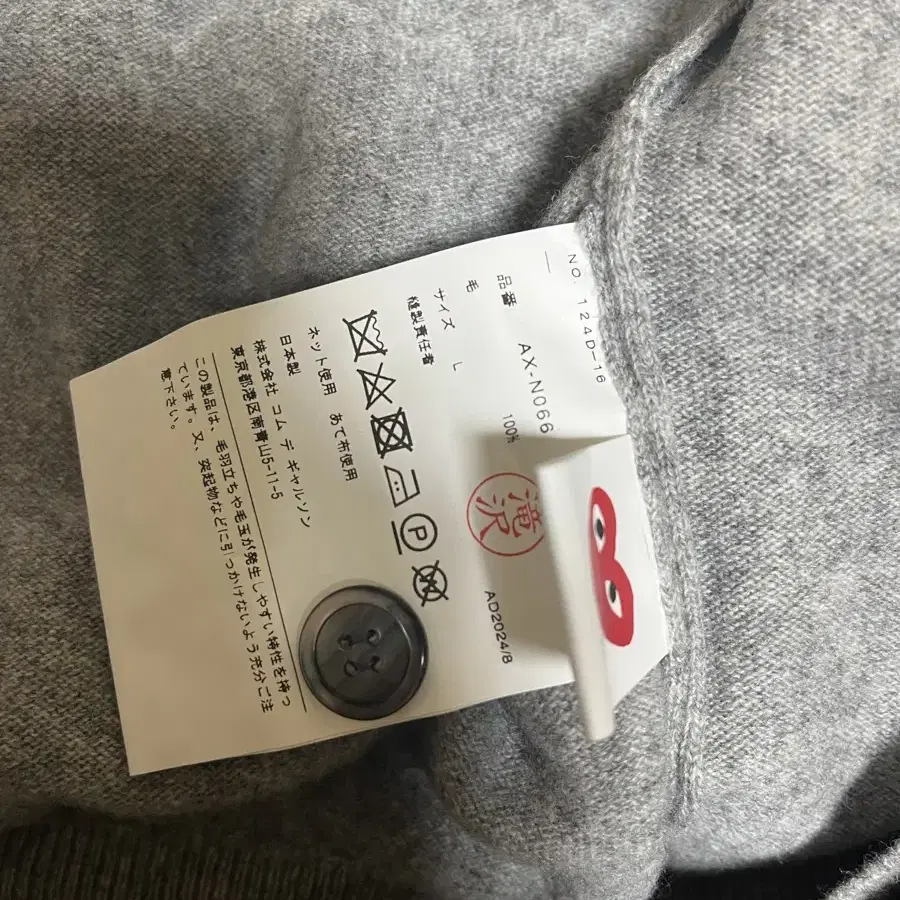 NO. 124D-16
品番 AX-N066
毛 100%
サイズ L
縫製責任者 滝沢 AD2024/8
P
ネット使用 あて布使用
日本製
株式会社 コム デ ギャルソン
東京都港区南青山5-11-5
この製品は、毛羽立ちや毛玉が発生しやすい特性を持っ
ています。又、突起物などに引っかけないよう充分ご注
意下さい。